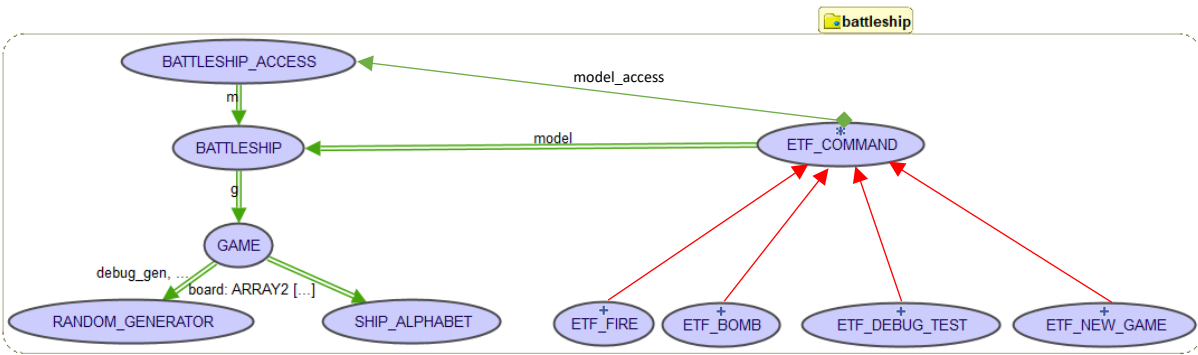 battleship
BATTLESHIP_ACCESS
model_access
m
BATTLESHIP
model
*
ETF_COMMAND
g
GAME
debug_gen, ...
board: ARRAY2 [...]
RANDOM_GENERATOR
SHIP_ALPHABET
+
ETF_FIRE
+
ETF_BOMB
+
ETF_DEBUG_TEST
+
ETF_NEW_GAME